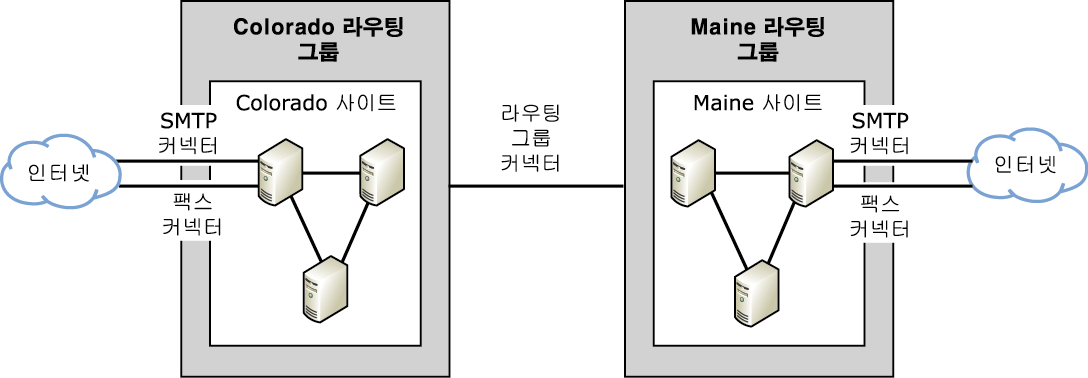 Colorado 라우팅
그룹
Colorado 사이트
SMTP
커넥터
인터넷
팩스
커넥터
라우팅
그룹
커넥터
Maine 라우팅
그룹
Maine 사이트
SMTP
커넥터
인터넷
팩스
커넥터